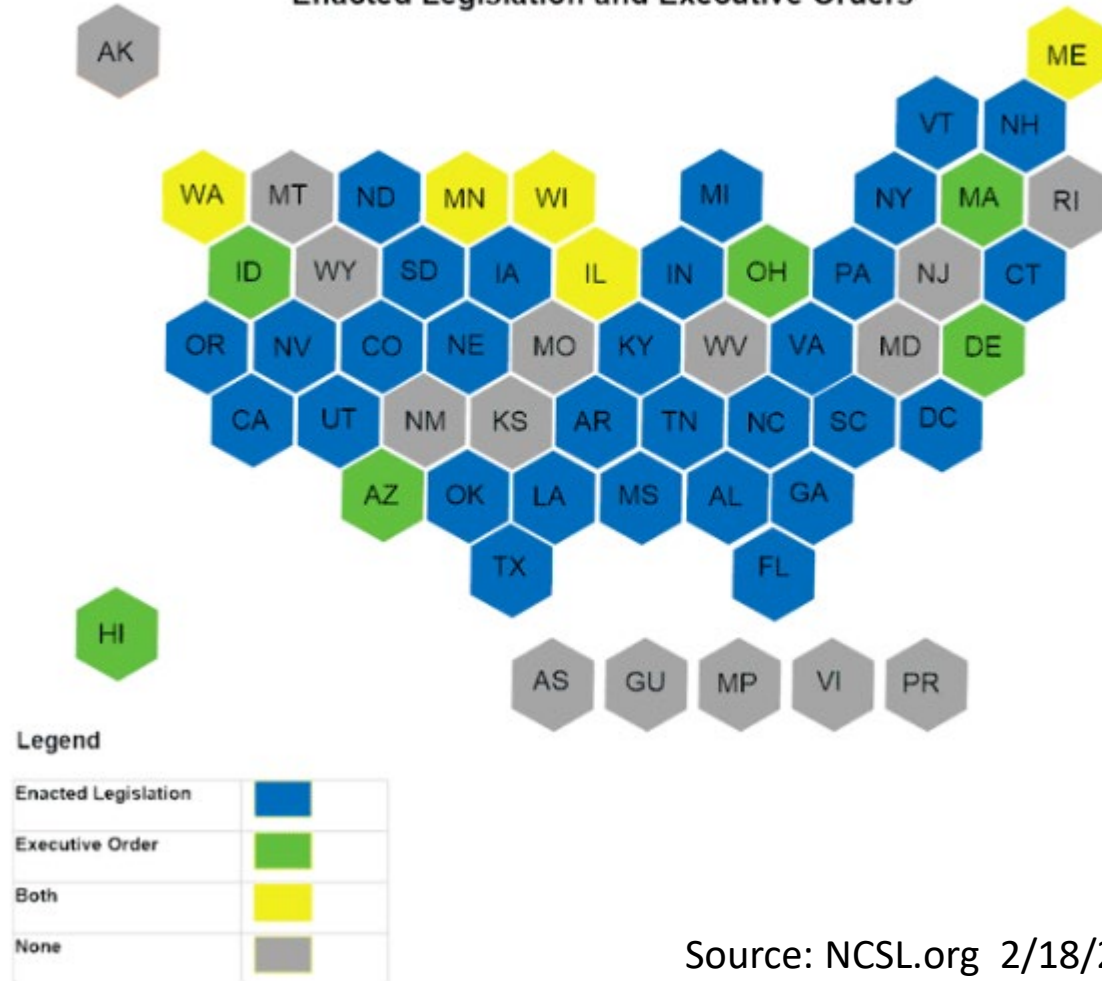 Enacted Legislation and Executive Orders
AK
ME
VT NH
WA MT ND MN WI MI NY MA RI
ID WY SD IA IL IN OH PA NJ CT
OR NV CO NE MO KY WV VA MD DE
CA UT NM KS AR TN NC SC DC
AZ OK LA MS AL GA
TX FL
HI
AS GU MP VI PR
Legend
Enacted Legislation
Executive Order
Both
None
Source: NCSL.org